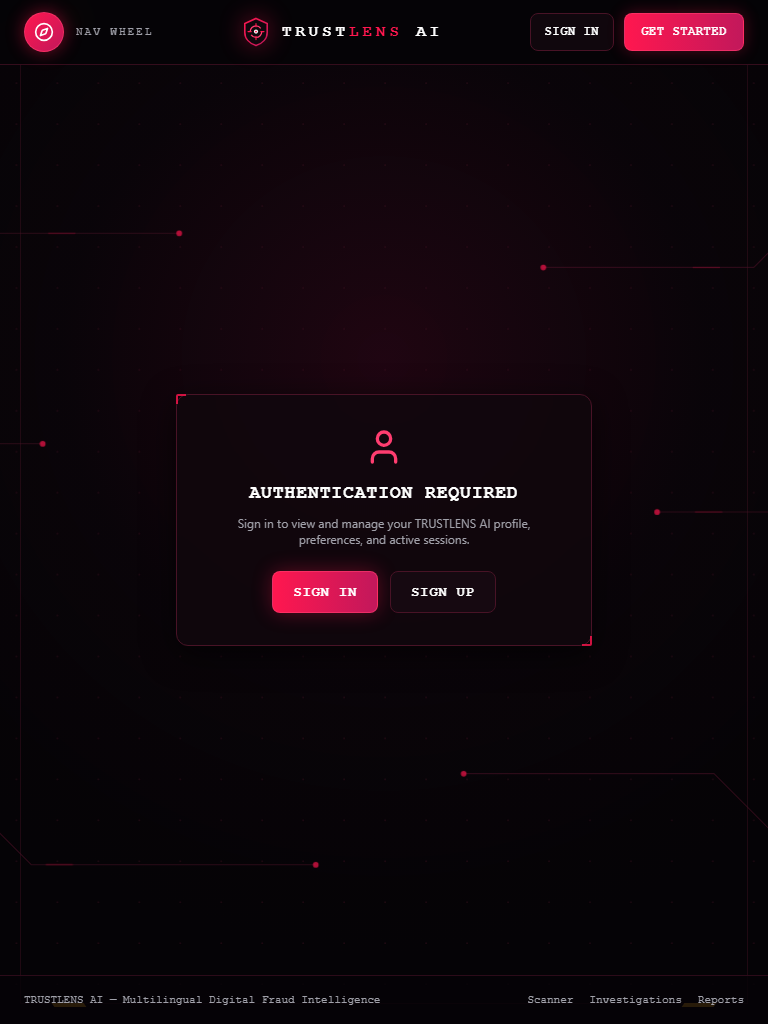 NAV WHEEL
TRUSTLENS AI
SIGN IN
GET STARTED
AUTHENTICATION REQUIRED
Sign in to view and manage your TRUSTLENS AI profile,
preferences, and active sessions.
SIGN IN
SIGN UP
TRUSTLENS AI — Multilingual Digital Fraud Intelligence
Scanner
Investigations
Reports